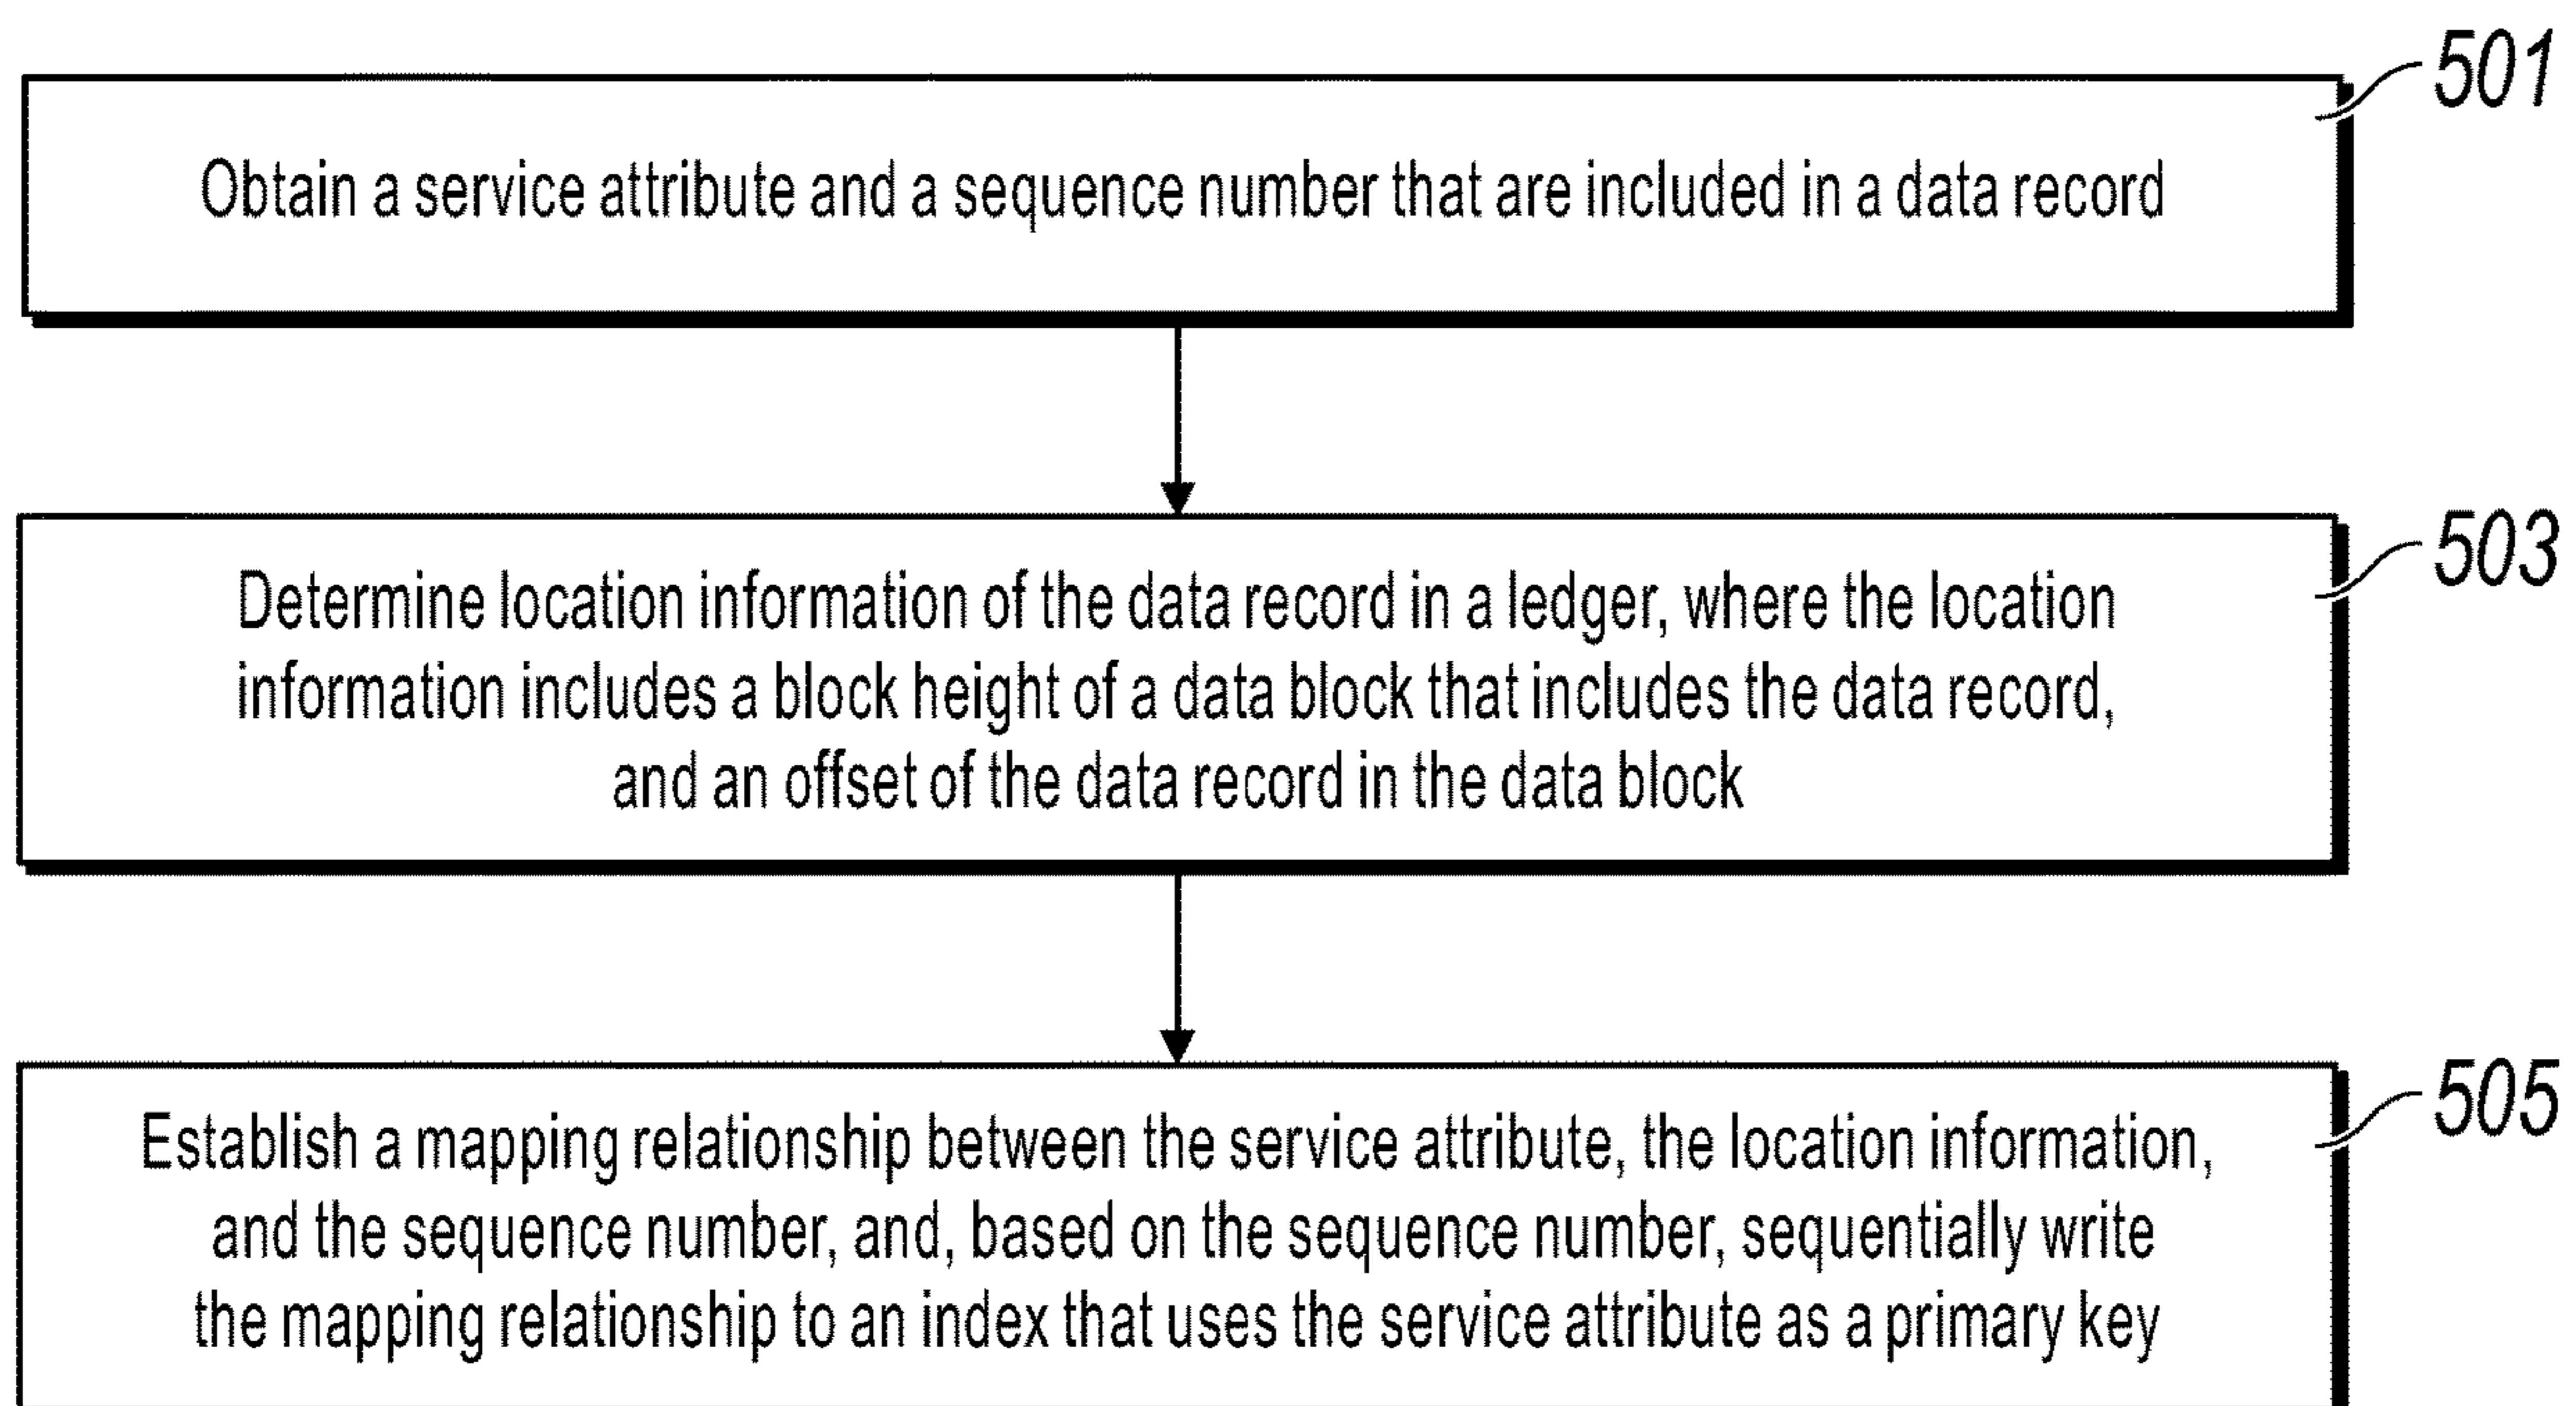 501
Obtain a service attribute and a sequence number that are included in a data record
503
Determine location information of the data record in a ledger, where the location
information includes a block height of a data block that includes the data record,
and an offset of the data record in the data block
505
Establish a mapping relationship between the service attribute, the location information,
and the sequence number, and, based on the sequence number, sequentially write
the mapping relationship to an index that uses the service attribute as a primary key